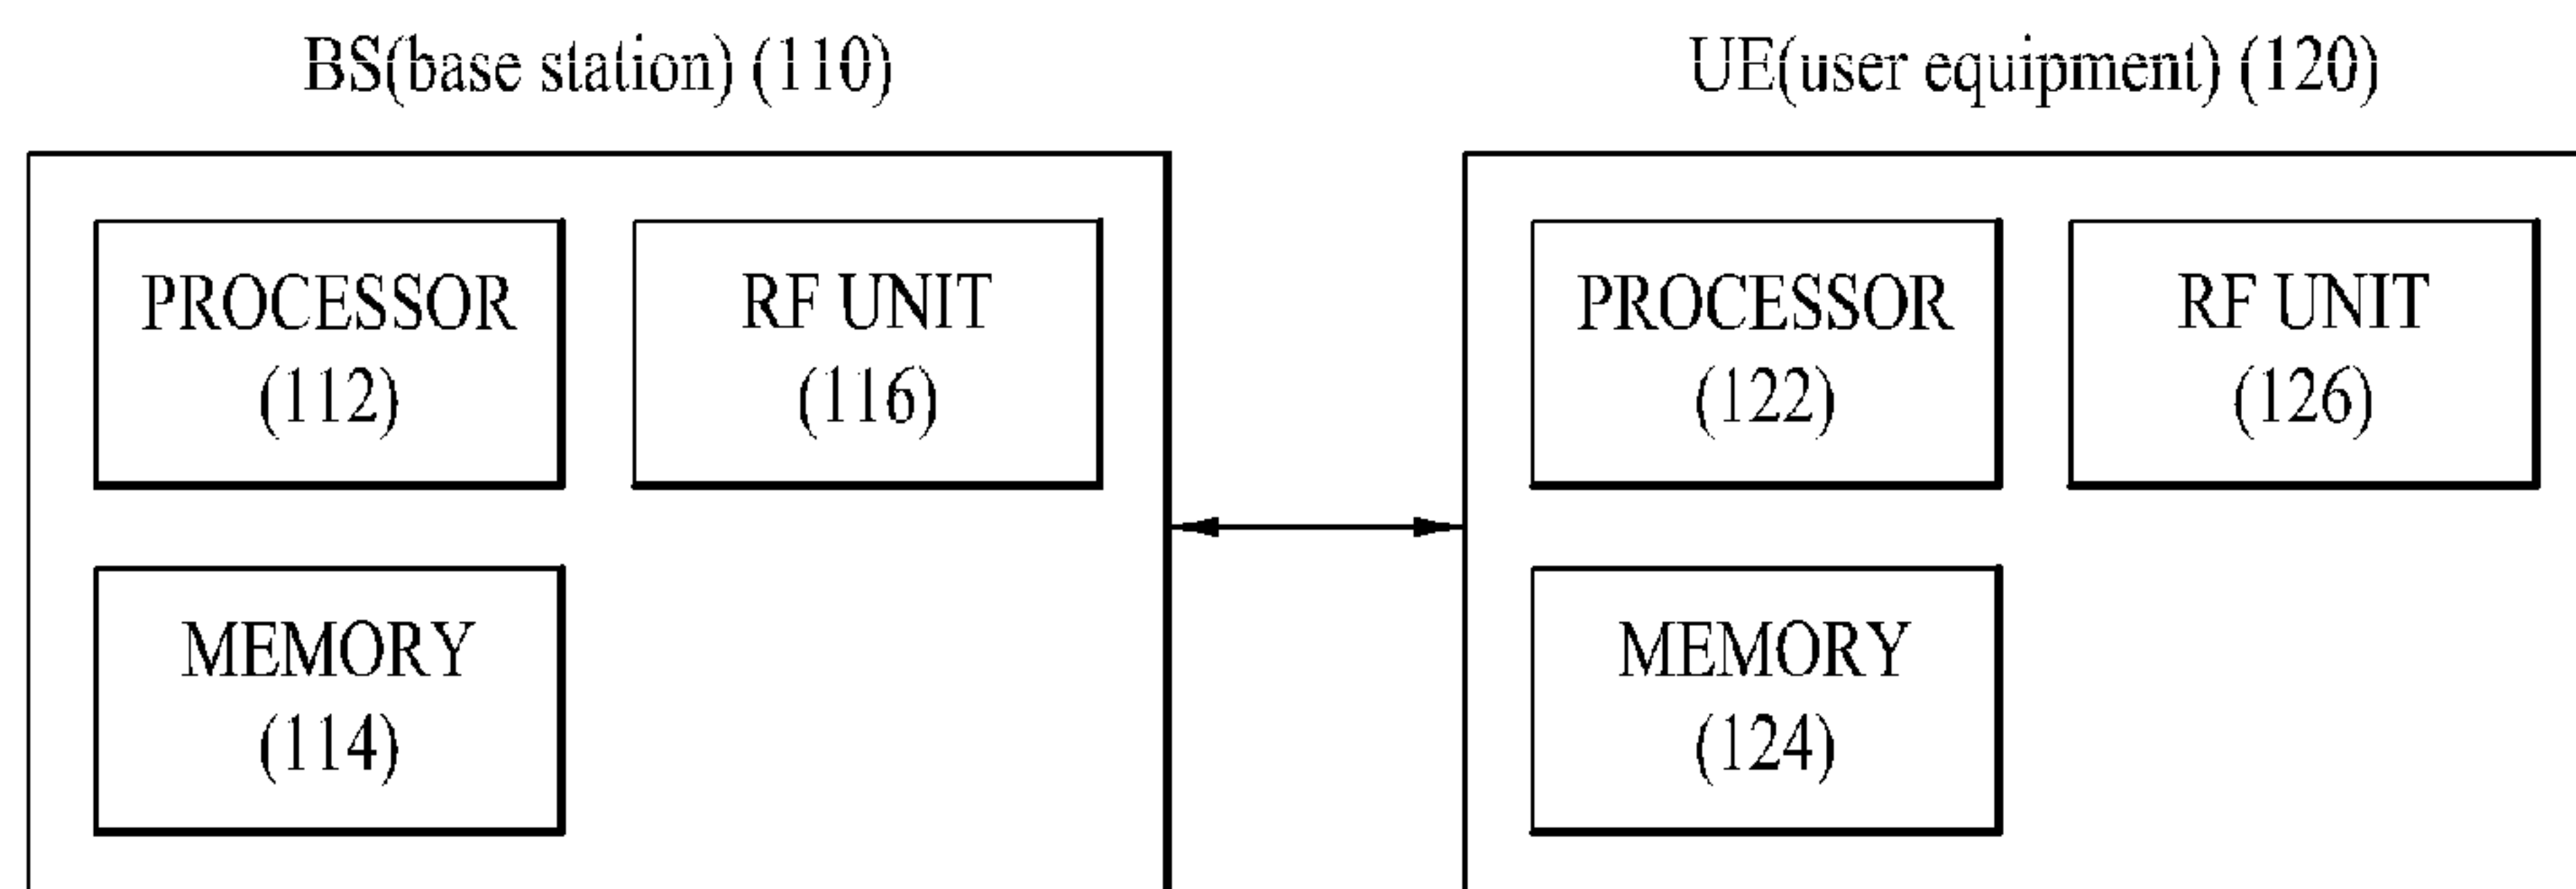 BS(base station) (110)
UE(user equipment) (120)
PROCESSOR
(112)
RF UNIT
(116)
MEMORY
(114)
PROCESSOR
(122)
RF UNIT
(126)
MEMORY
(124)